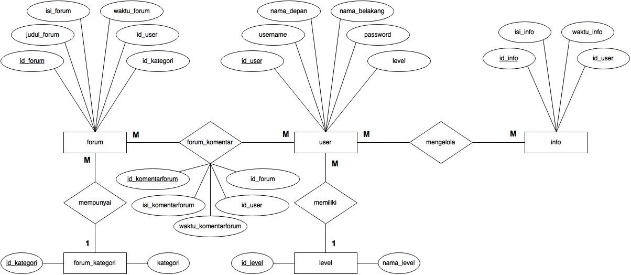 isi_forum
waktu_forum
judul_forum
id_user
id_forum
id_kategori
nama_depan
nama_belakang
username
password
id_user
level
isi_info
waktu_info
id_info
id_user
forum
M
forum_komentar
M
user
M
mengelola
M
info
M
M
id_komentarforum
id_forum
mempunyai
isi_komentarforum
id_user
memiliki
waktu_komentarforum
1
1
id_kategori
forum_kategori
kategori
id_level
level
nama_level